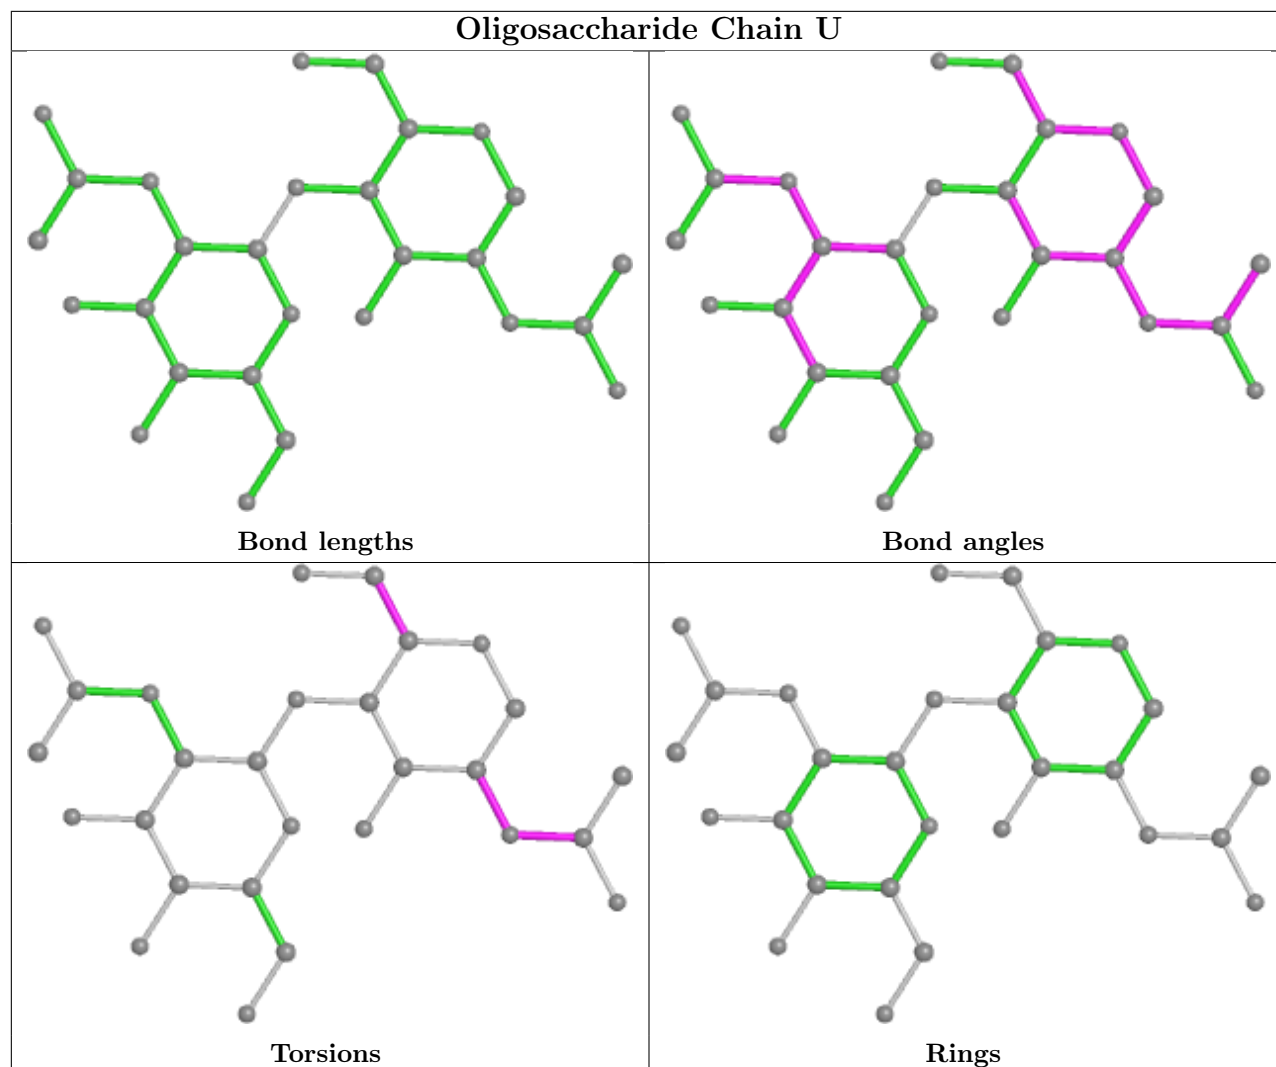 Oligosaccharide Chain U
Bond lengths
Bond angles
Torsions
Rings